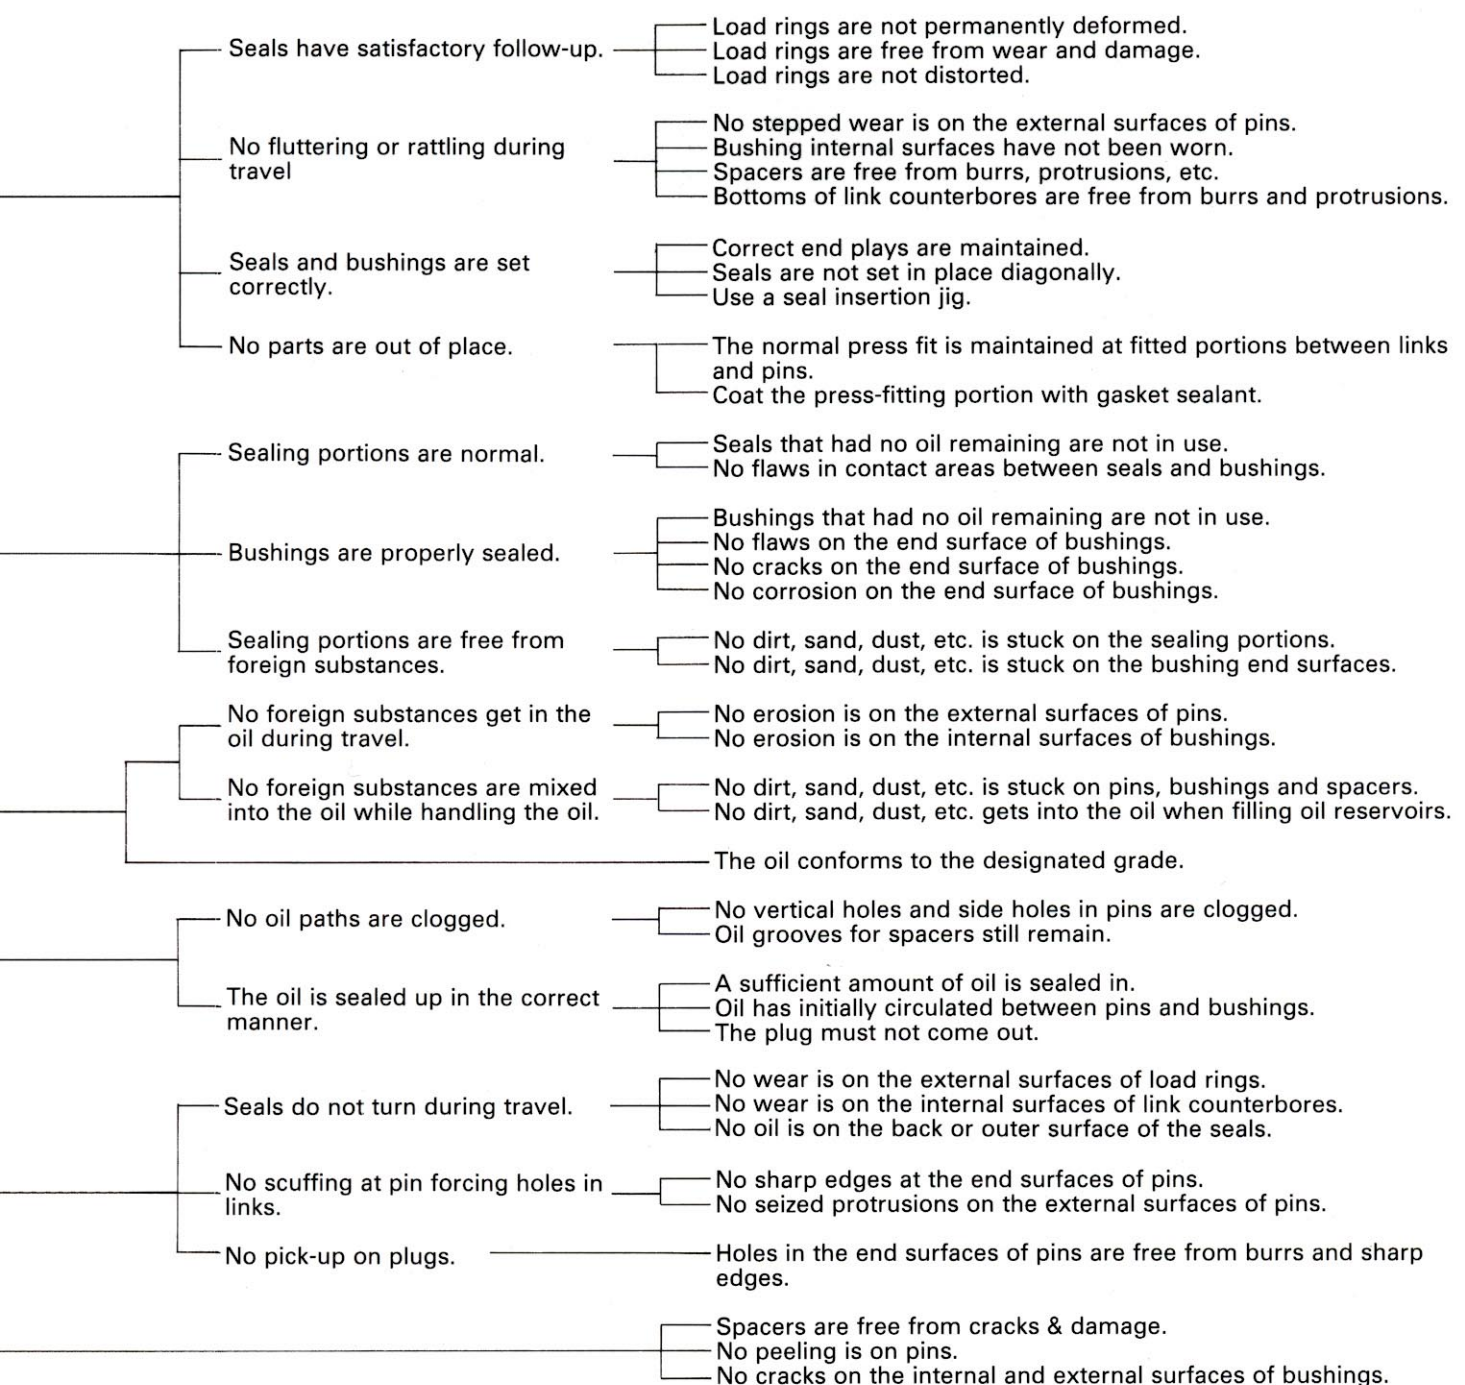 Seals have satisfactory follow-up.
Load rings are not permanently deformed.
Load rings are free from wear and damage.
Load rings are not distorted.
No fluttering or rattling during
travel
No stepped wear is on the external surfaces of pins.
Bushing internal surfaces have not been worn.
Spacers are free from burrs, protrusions, etc.
Bottoms of link counterbores are free from burrs and protrusions.
Seals and bushings are set
correctly.
Correct end plays are maintained.
Seals are not set in place diagonally.
Use a seal insertion jig.
No parts are out of place.
The normal press fit is maintained at fitted portions between links
and pins.
Coat the press-fitting portion with gasket sealant.
Sealing portions are normal.
Seals that had no oil remaining are not in use.
No flaws in contact areas between seals and bushings.
Bushings are properly sealed.
Bushings that had no oil remaining are not in use.
No flaws on the end surface of bushings.
No cracks on the end surface of bushings.
No corrosion on the end surface of bushings.
Sealing portions are free from
foreign substances.
No dirt, sand, dust, etc. is stuck on the sealing portions.
No dirt, sand, dust, etc. is stuck on the bushing end surfaces.
No foreign substances get in the
oil during travel.
No erosion is on the external surfaces of pins.
No erosion is on the internal surfaces of bushings.
No foreign substances are mixed
into the oil while handling the oil.
No dirt, sand, dust, etc. is stuck on pins, bushings and spacers.
No dirt, sand, dust, etc. gets into the oil when filling oil reservoirs.
The oil conforms to the designated grade.
No oil paths are clogged.
No vertical holes and side holes in pins are clogged.
Oil grooves for spacers still remain.
The oil is sealed up in the correct
manner.
A sufficient amount of oil is sealed in.
Oil has initially circulated between pins and bushings.
The plug must not come out.
Seals do not turn during travel.
No wear is on the external surfaces of load rings.
No wear is on the internal surfaces of link counterbores.
No oil is on the back or outer surface of the seals.
No scuffing at pin forcing holes in
links.
No sharp edges at the end surfaces of pins.
No seized protrusions on the external surfaces of pins.
No pick-up on plugs.
Holes in the end surfaces of pins are free from burrs and sharp
edges.
Spacers are free from cracks & damage.
No peeling is on pins.
No cracks on the internal and external surfaces of bushings.